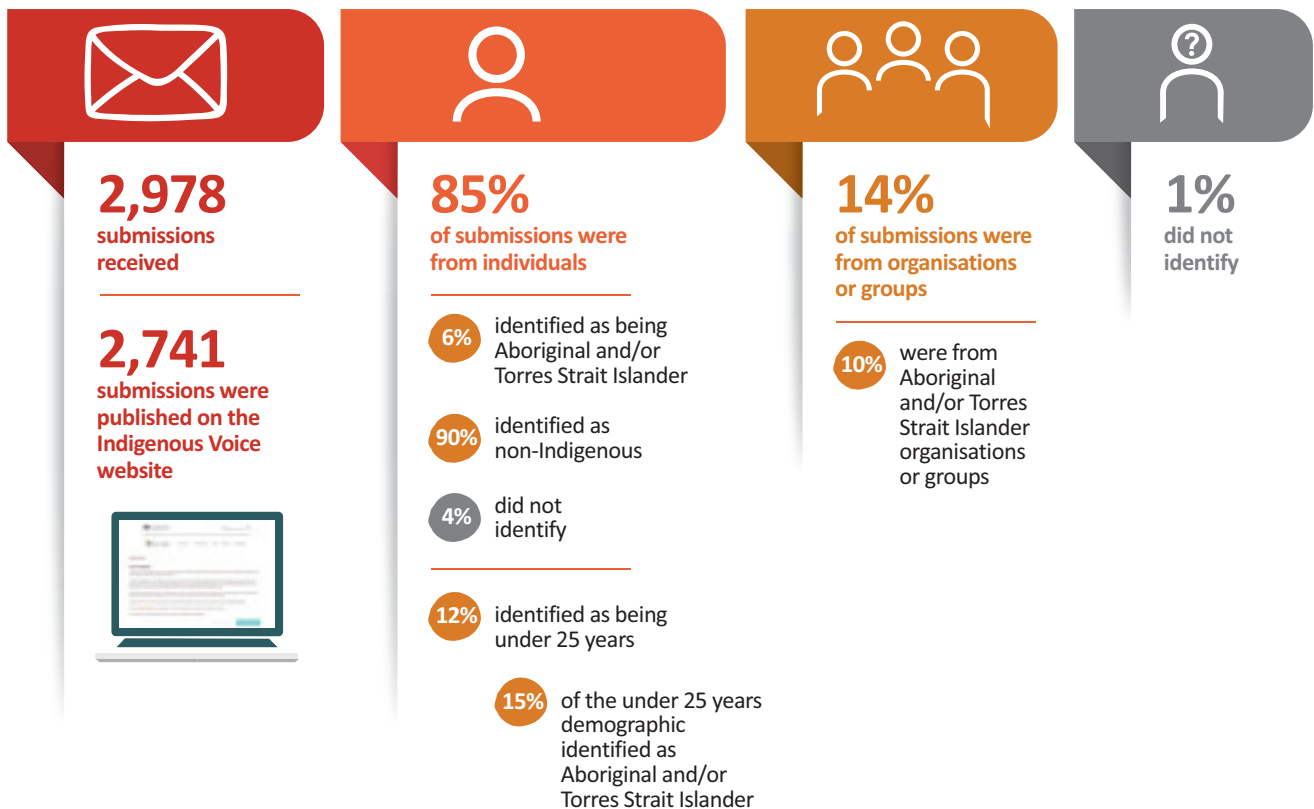 2,978
submissions
received
2,741
submissions were
published on the
Indigenous Voice
website
85%
of submissions were
from individuals
6%
identified as being
Aboriginal and/or
Torres Strait Islander
90%
identified as
non-Indigenous
4%
did not
identify
12%
identified as being
under 25 years
15%
of the under 25 years
demographic
identified as
Aboriginal and/or
Torres Strait Islander
14%
of submissions were
from organisations
or groups
10%
were from
Aboriginal
and/or Torres
Strait Islander
organisations
or groups
?
1%
did not
identify